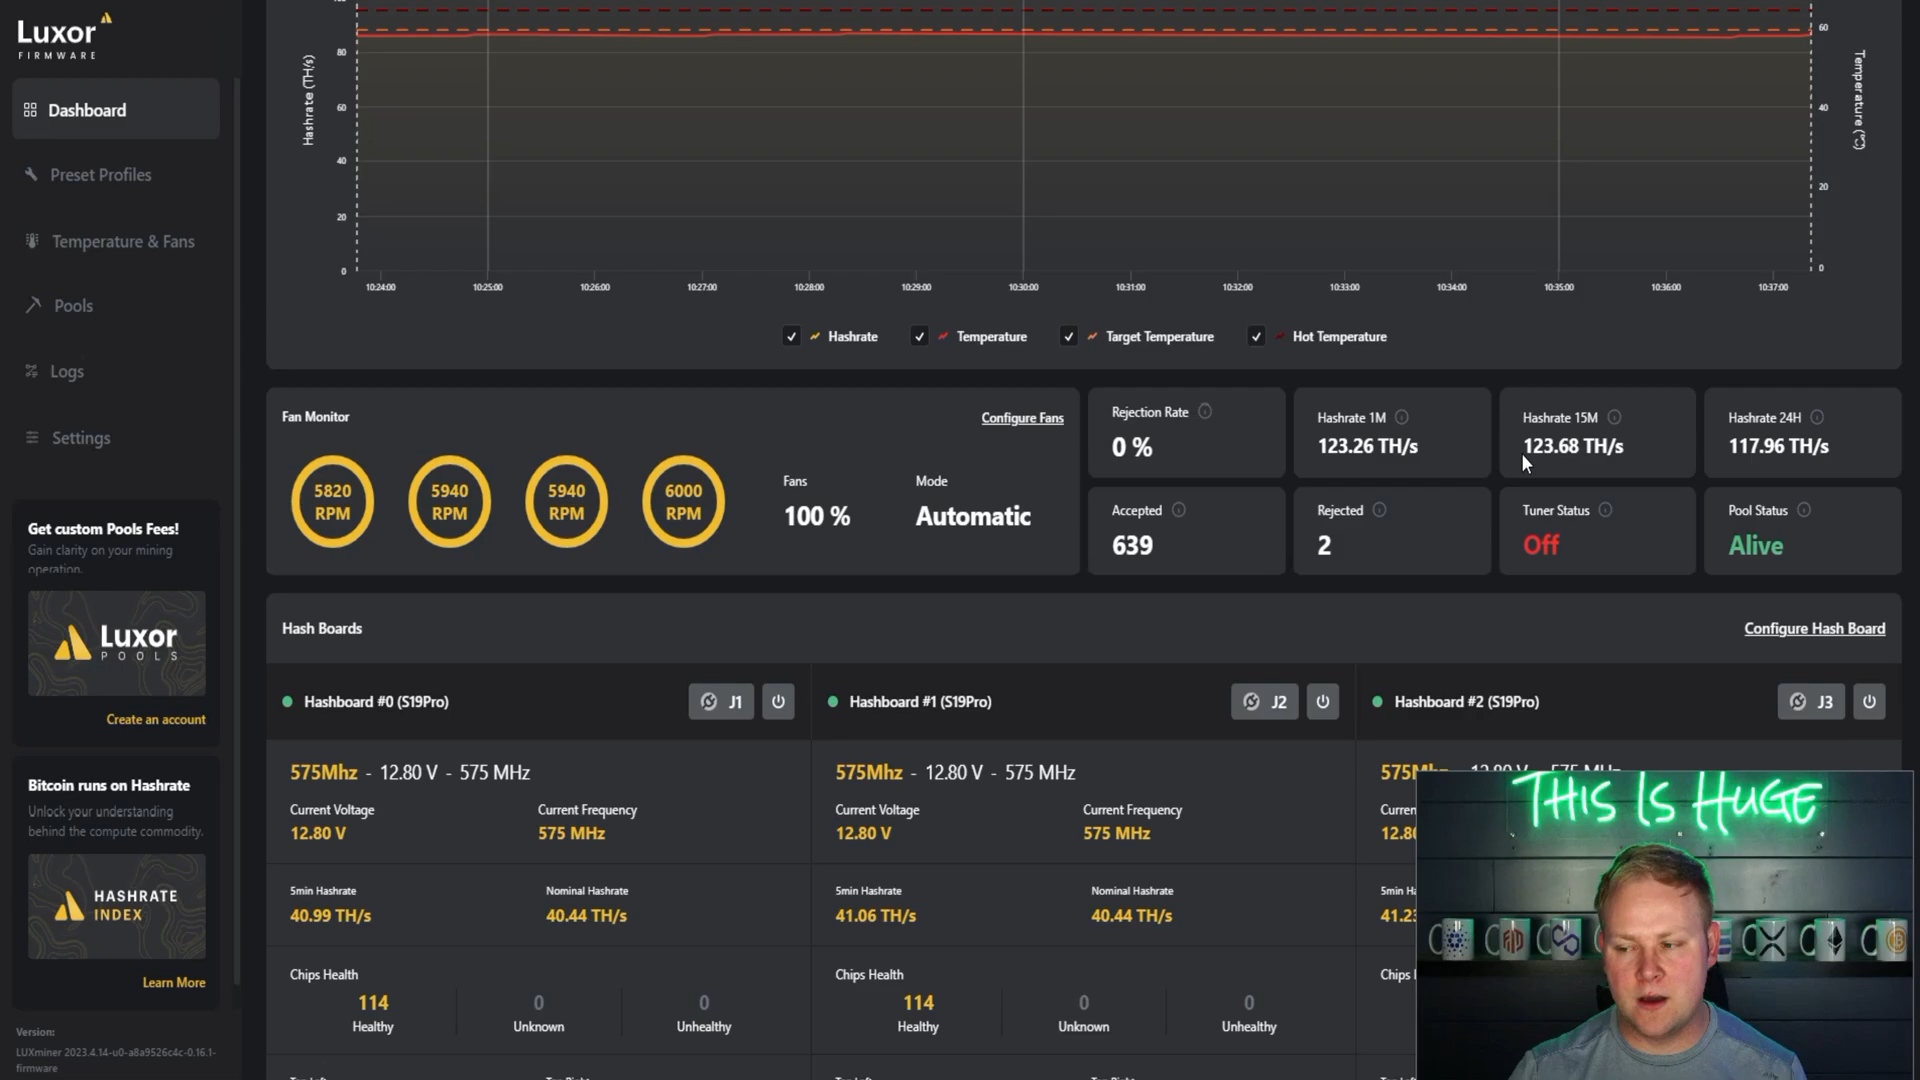 Luxor
FIRMWARE
Dashboard
Preset Profiles
Temperature & Fans
Pools
Logs
Settings
Get custom Pools Fees!
Gain clarity on your mining
operation.
Luxor
POOLS
Create an account
Bitcoin runs on Hashrate
Unlock your understanding
behind the compute commodity.
HASHRATE
INDEX
Learn More
Version:
LUXminer 2023.4.14-u0-a8a9526c4c-0.16.1-
firmware
Hashrate (TH/s)
80
60
40
20
0
60
40
20
0
Temperature (°C)
10:24:00 10:25:00 10:26:00 10:27:00 10:28:00 10:29:00 10:30:00 10:31:00 10:32:00 10:33:00 10:34:00 10:35:00 10:36:00 10:37:00
Hashrate Temperature Target Temperature Hot Temperature
Fan Monitor
Configure Fans
5820
RPM
5940
RPM
5940
RPM
6000
RPM
Fans
100 %
Mode
Automatic
Rejection Rate
0 %
Hashrate 1M
123.26 TH/s
Hashrate 15M
123.68 TH/s
Hashrate 24H
117.96 TH/s
Accepted
639
Rejected
2
Tuner Status
Off
Pool Status
Alive
Hash Boards
Configure Hash Board
Hashboard #0 (S19Pro)
J1
575Mhz - 12.80 V - 575 MHz
Current Voltage
12.80 V
Current Frequency
575 MHz
5min Hashrate
40.99 TH/s
Nominal Hashrate
40.44 TH/s
Chips Health
114
Healthy
0
Unknown
0
Unhealthy
Hashboard #1 (S19Pro)
J2
575Mhz - 12.80 V - 575 MHz
Current Voltage
12.80 V
Current Frequency
575 MHz
5min Hashrate
41.06 TH/s
Nominal Hashrate
40.44 TH/s
Chips Health
114
Healthy
0
Unknown
0
Unhealthy
Hashboard #2 (S19Pro)
J3
THIS IS HUGE